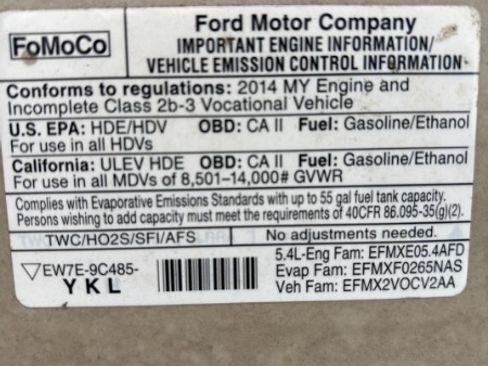 FoMoCo
Ford Motor Company
IMPORTANT ENGINE INFORMATION/
VEHICLE EMISSION CONTROL INFORMATION
Conforms to regulations: 2014 MY Engine and
Incomplete Class 2b-3 Vocational Vehicle
U.S. EPA: HDE/HDV OBD: CA II Fuel: Gasoline/Ethanol
For use in all HDVs
California: ULEV HDE OBD: CA II Fuel: Gasoline/Ethanol
For use in all MDVs of 8,501-14,000# GVWR
Complies with Evaporative Emissions Standards with up to 55 gal fuel tank capacity.
Persons wishing to add capacity must meet the requirements of 40CFR 86.095-35(g)(2).
TWC/HO2S/SFI/AFS
No adjustments needed.
▽EW7E-9C485-
YKL
5.4L-Eng Fam: EFMXE05.4AFD
Evap Fam: EFMXF0265NAS
Veh Fam: EFMX2VOCV2AA